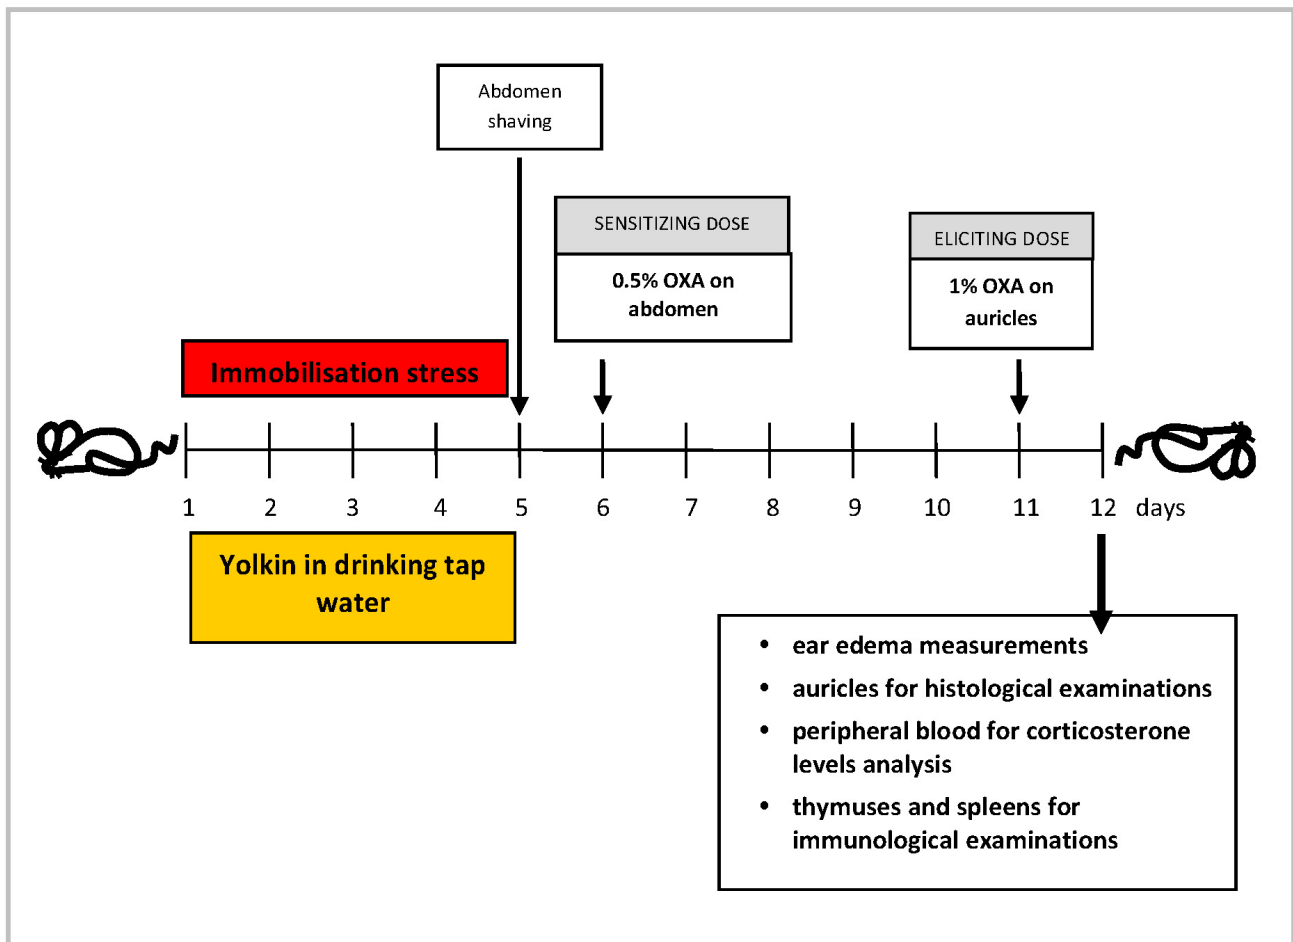 Abdomen
shaving
SENSITIZING DOSE
0.5% OXA on
abdomen
ELICITING DOSE
1% OXA on
auricles
Immobilisation stress
1 2 3 4 5 6 7 8 9 10 11 12 days
Yolkin in drinking tap
water
• ear edema measurements
• auricles for histological examinations
• peripheral blood for corticosterone
levels analysis
• thymuses and spleens for
immunological examinations